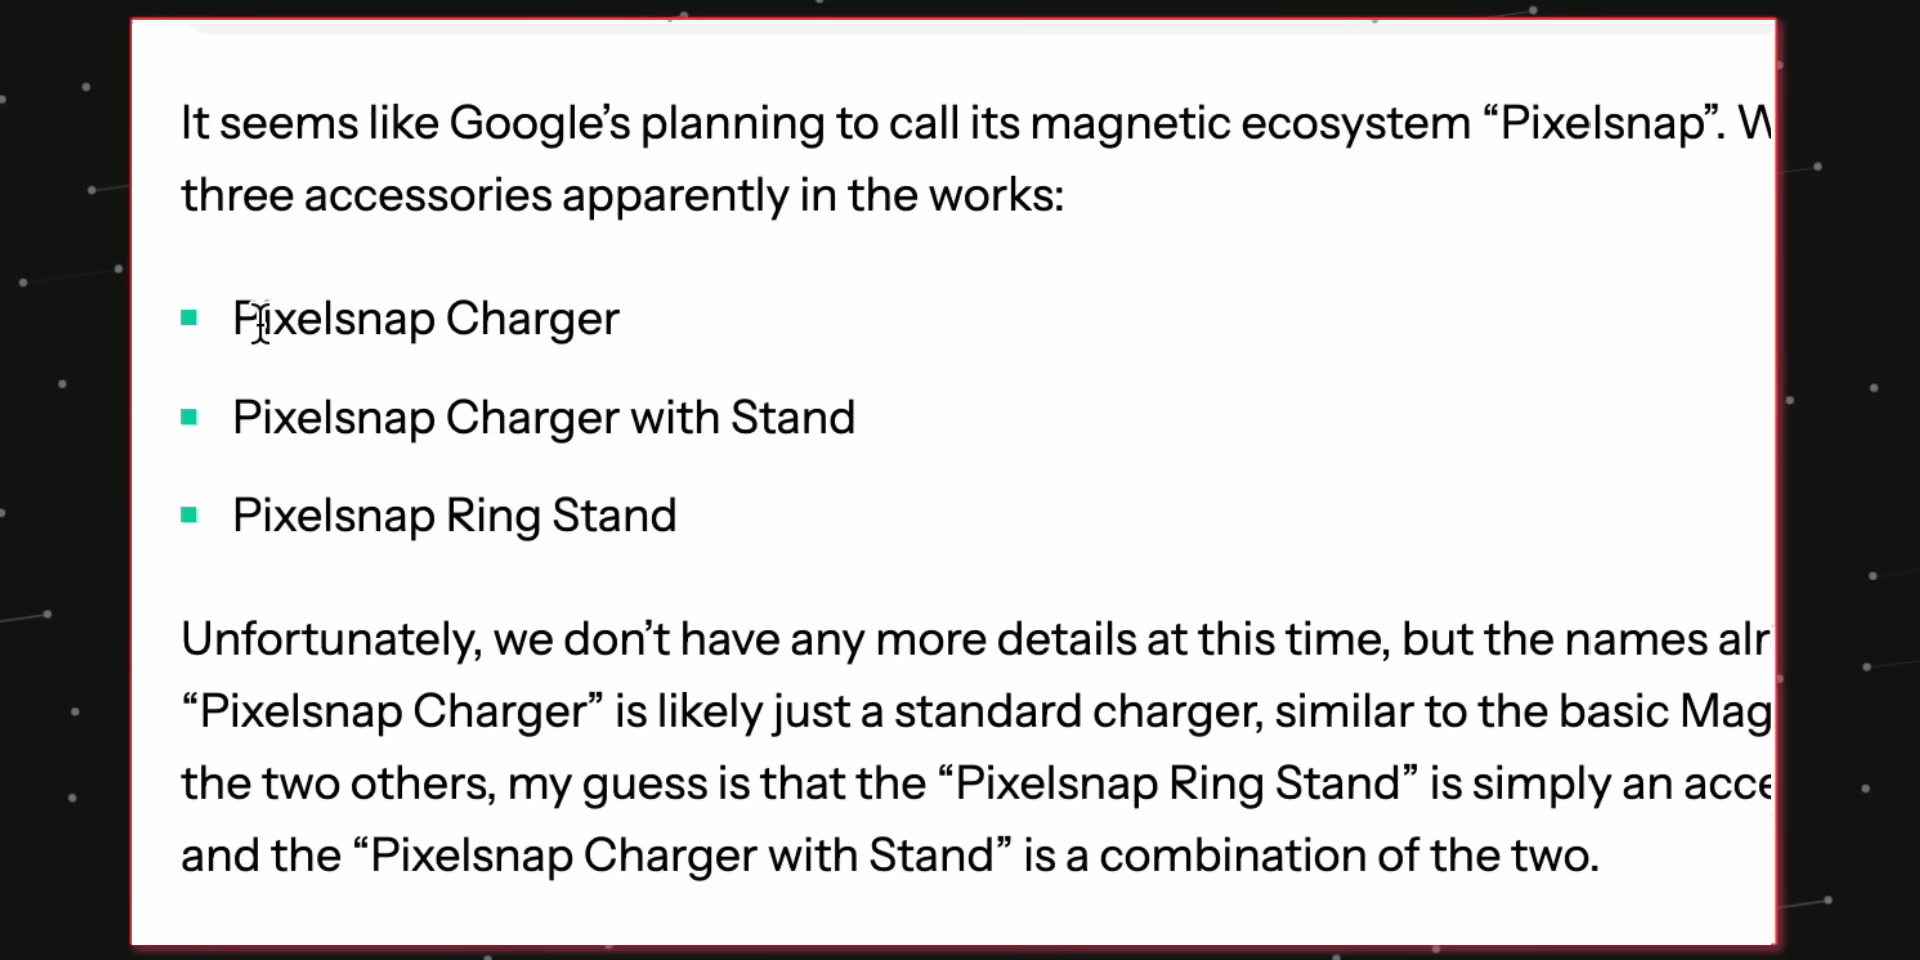 It seems like Google’s planning to call its magnetic ecosystem “Pixelsnap”.
three accessories apparently in the works:
Pixelsnap Charger
Pixelsnap Charger with Stand
Pixelsnap Ring Stand
Unfortunately, we don’t have any more details at this time, but the names
“Pixelsnap Charger” is likely just a standard charger, similar to the basic
the two others, my guess is that the “Pixelsnap Ring Stand” is simply an
and the “Pixelsnap Charger with Stand” is a combination of the two.